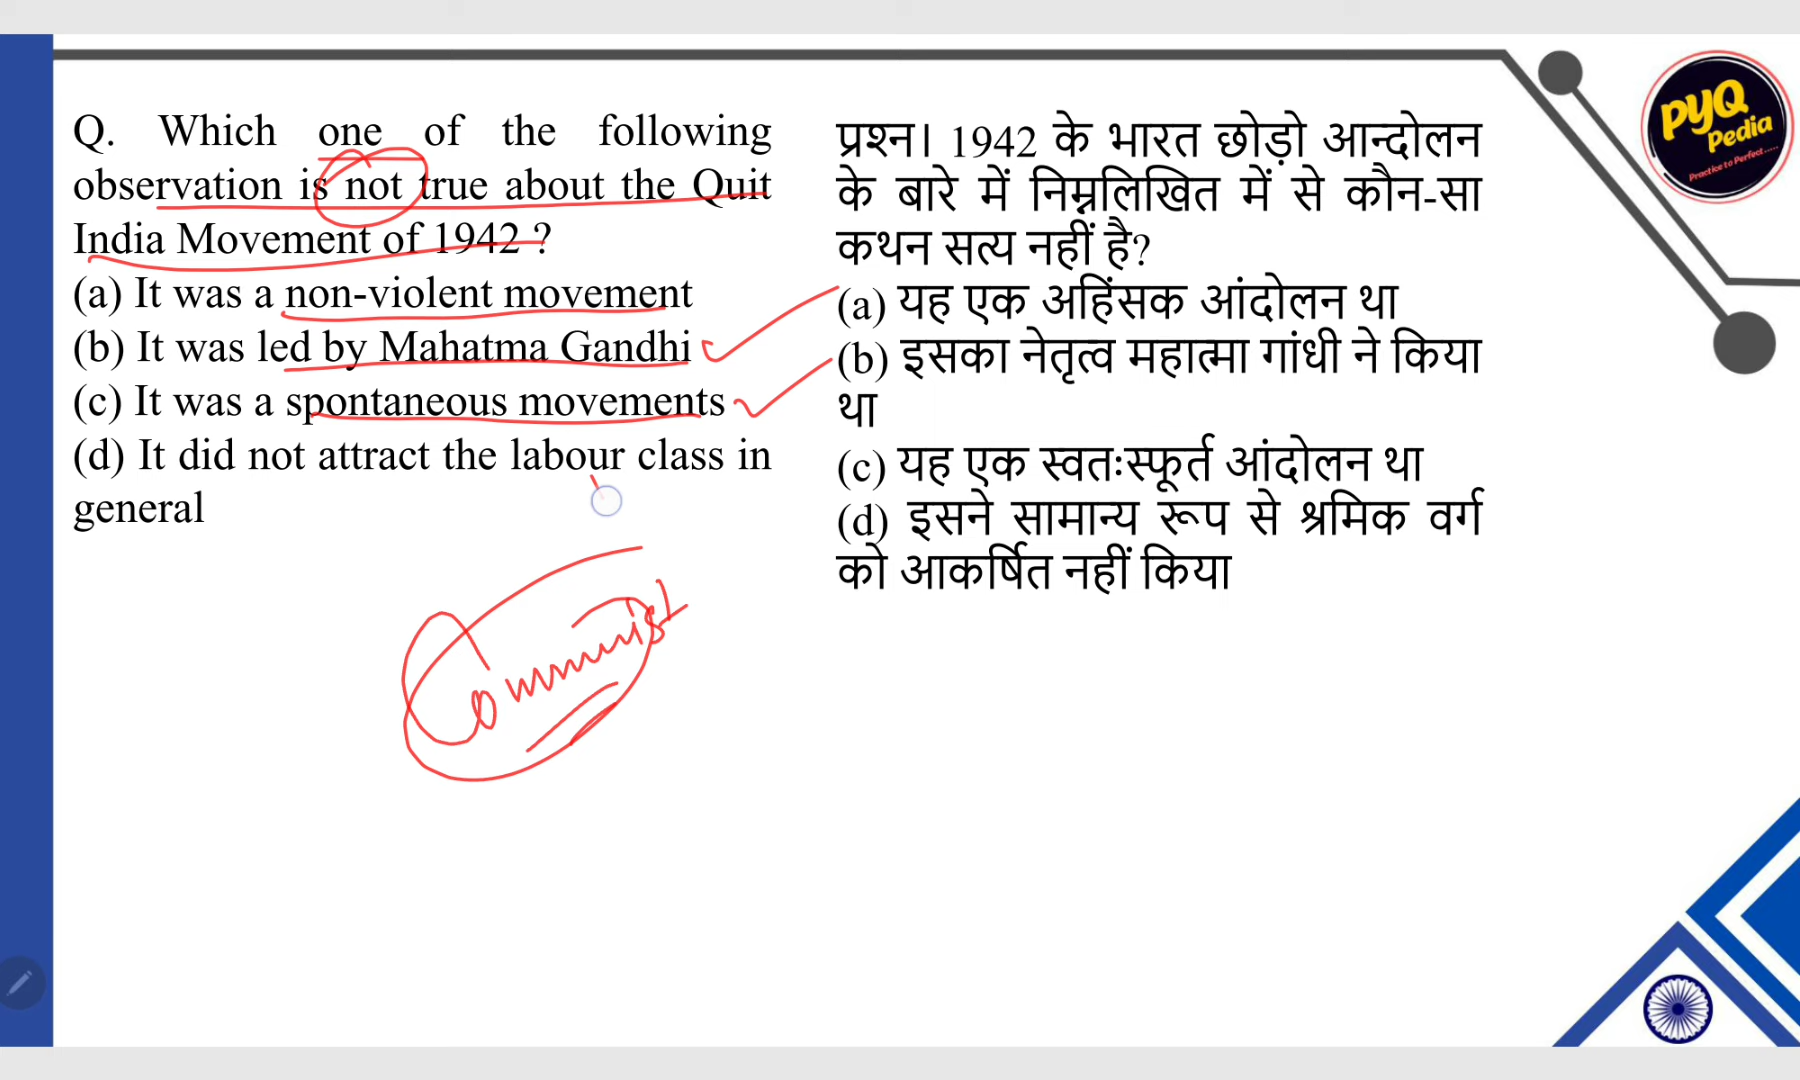 Q. Which one of the following
observation is not true about the Quit
India Movement of 1942 ?
(a) It was a non-violent movement
(b) It was led by Mahatma Gandhi
(c) It was a spontaneous movements
(d) It did not attract the labour class in
general
Communist
प्रश्न। 1942 के भारत छोड़ो आन्दोलन
के बारे में निम्नलिखित में से कौन-सा
कथन सत्य नहीं है?
(a) यह एक अहिंसक आंदोलन था
(b) इसका नेतृत्व महात्मा गांधी ने किया
था
(c) यह एक स्वतःस्फूर्त आंदोलन था
(d) इसने सामान्य रूप से श्रमिक वर्ग
को आकर्षित नहीं किया
PYQ
Pedia
Practice to Perfect.....